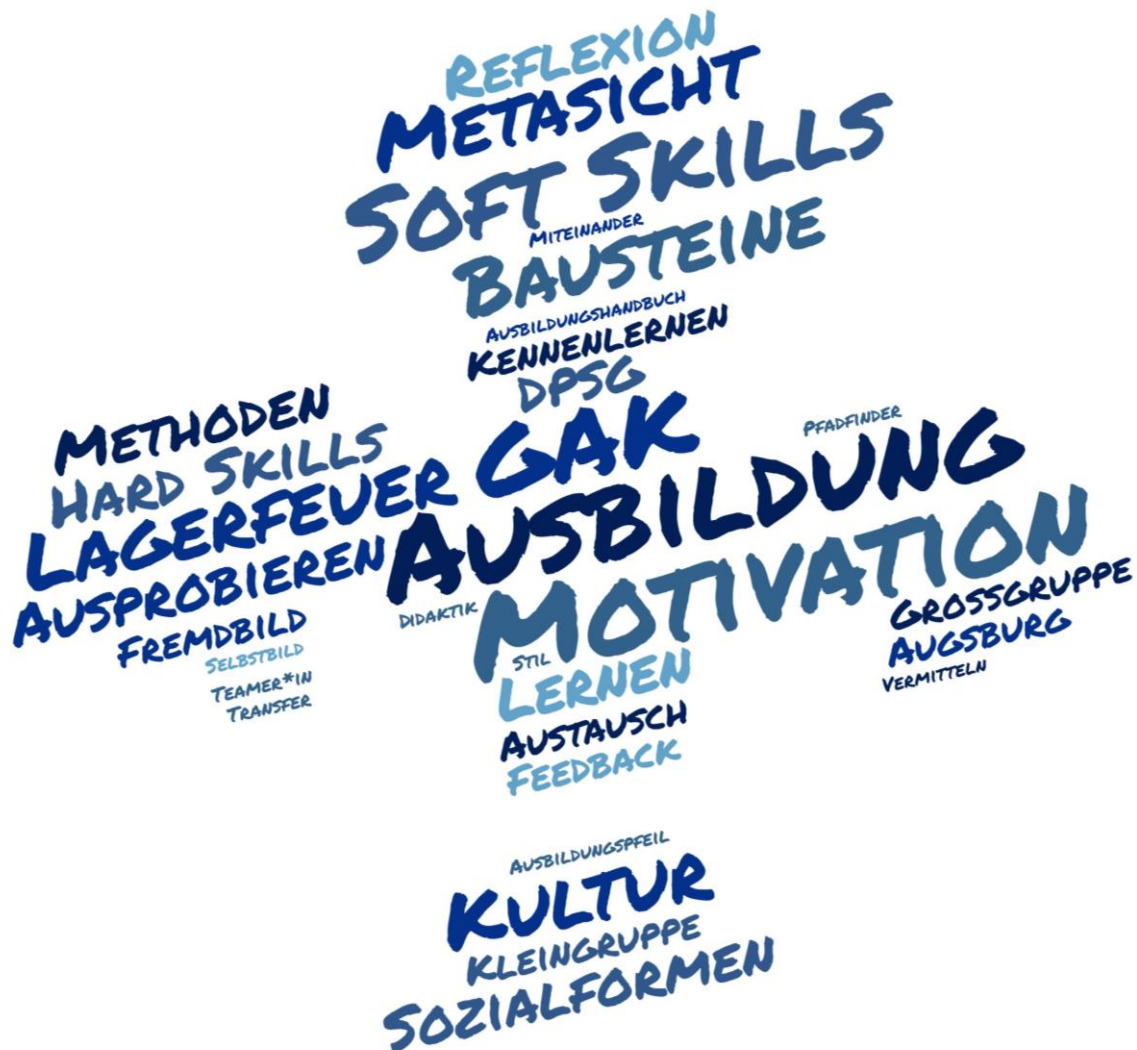 Reflexion
Metasicht
Soft Skills
Miteinander
Bausteine
Ausbildungshandbuch
Kennenlernen
DPSG
Methoden
Hard Skills
Lagerfeuer
GAK
Pfadfinder
Ausprobieren
Ausbildung
Fremdbild
Didaktik
Motivation
Selbstbild
Stil
Grossgruppe
Teamer*in
Augsburg
Transfer
Lernen
Vermitteln
Austausch
Feedback
Ausbildungspfeil
Kultur
Kleingruppe
Sozialformen